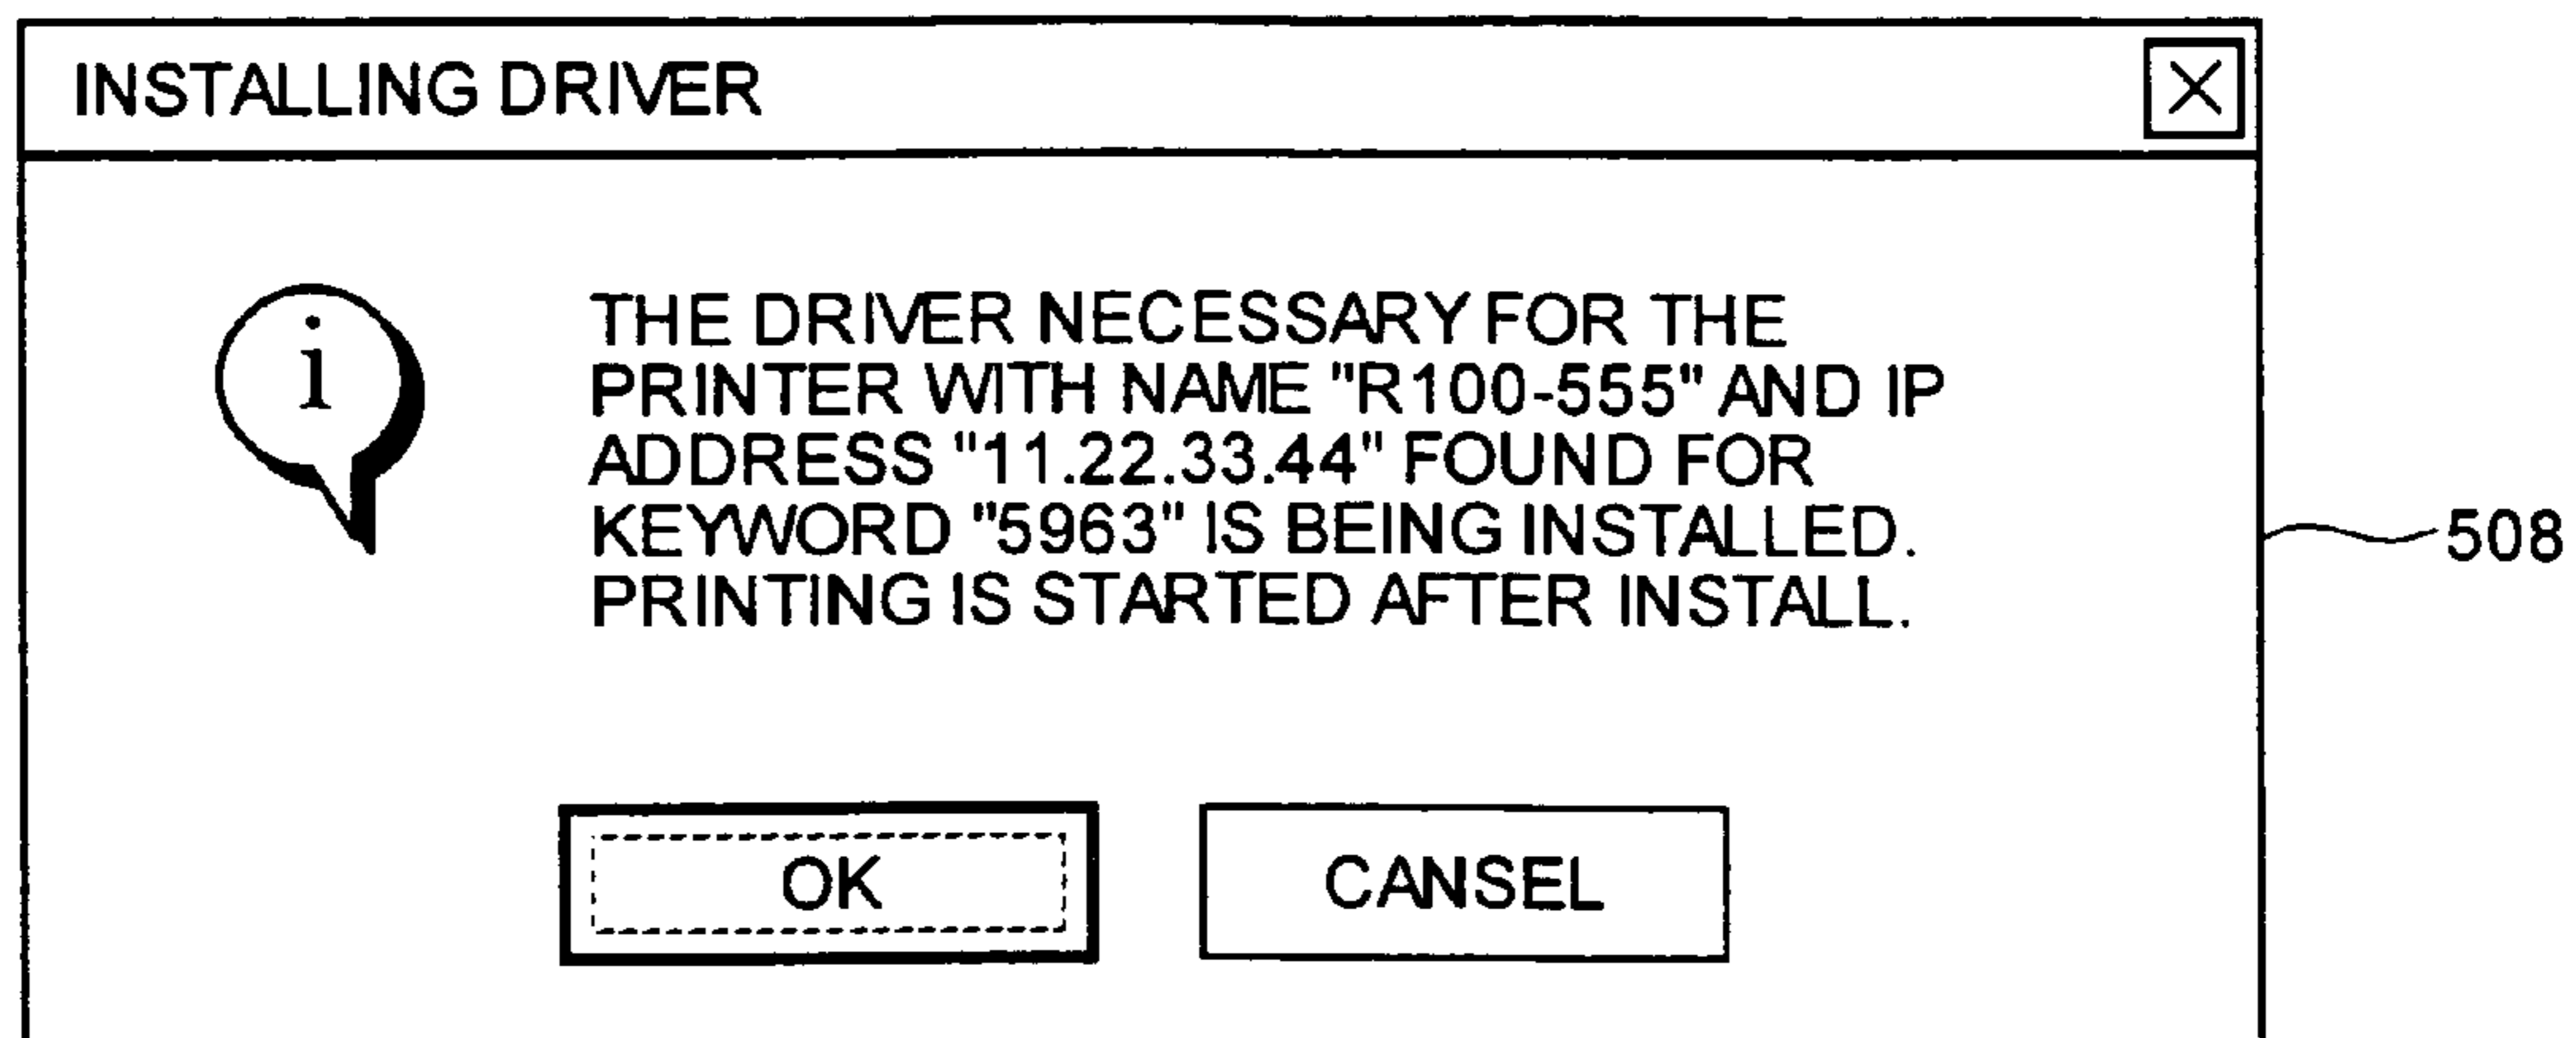 INSTALLING DRIVER
i
THE DRIVER NECESSARY FOR THE
PRINTER WITH NAME "R100-555" AND IP
ADDRESS "11.22.33.44" FOUND FOR
KEYWORD "5963" IS BEING INSTALLED.
PRINTING IS STARTED AFTER INSTALL.
508
OK
CANSEL